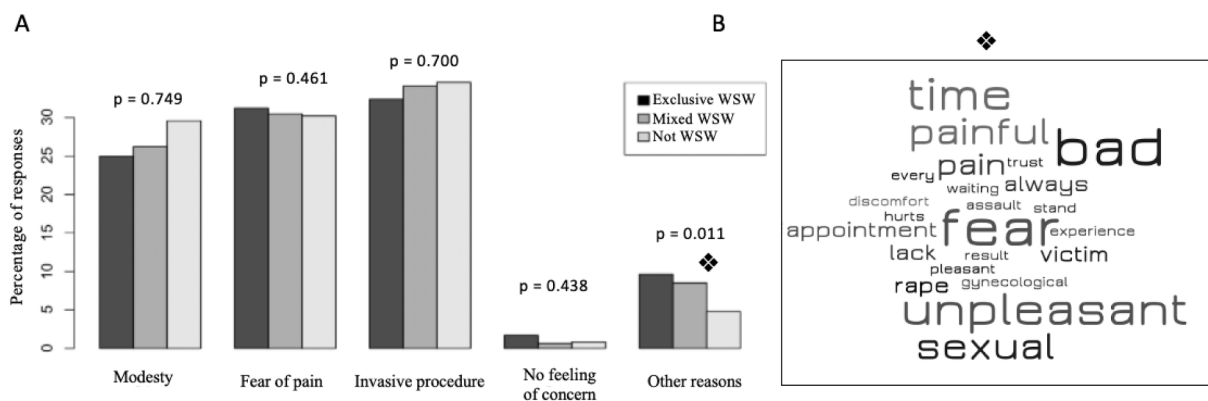 A
B
❖
p = 0.749
p = 0.461
p = 0.700
p = 0.438
p = 0.011
❖
Exclusive WSW
Mixed WSW
Not WSW
Percentage of responses
30
25
20
15
10
5
0
Modesty
Fear of pain
Invasive procedure
No feeling
of concern
Other reasons
time
painful
bad
pain trust
every
waiting always
discomfort assault stand
hurts
appointment fear experience
lack result victim
pleasant
rape gynecological
unpleasant
sexual